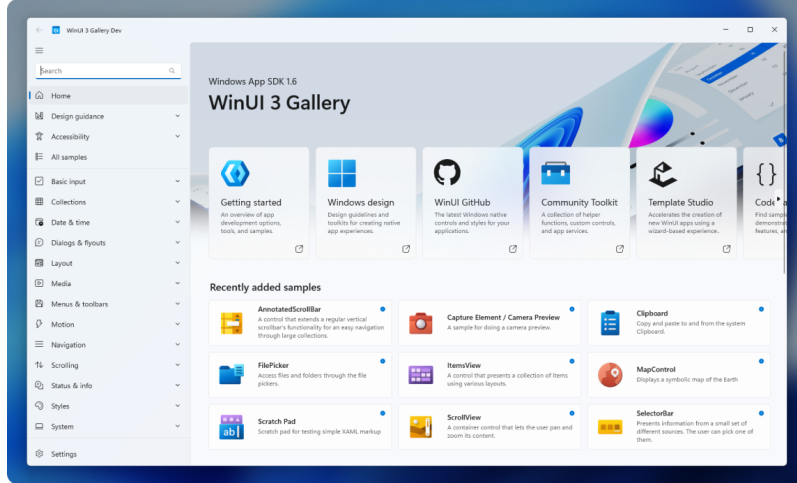 WinUI 3 Gallery Dev
Search
Home
Design guidance
Accessibility
All samples
Basic input
Collections
Date & time
Dialogs & flyouts
Layout
Media
Menus & toolbars
Motion
Navigation
Scrolling
Status & info
Styles
System
Settings
Windows App SDK 1.6
WinUI 3 Gallery
Getting started
An overview of app
development options,
tools, and samples.
Windows design
Design guidelines and
toolkits for creating native
app experiences.
WinUI GitHub
The latest Windows native
controls and styles for your
applications.
Community Toolkit
A collection of helper
functions, custom controls,
and app services.
Template Studio
Accelerates the creation of
new WinUI apps using a
wizard-based experience.
{ }
Code
Find sample
demonstrat
features, an
Recently added samples
AnnotatedScrollBar
A control that extends a regular vertical
scrollbar's functionality for an easy navigation
through large collections.
Capture Element / Camera Preview
A sample for doing a camera preview.
Clipboard
Copy and paste to and from the system
Clipboard.
FilePicker
Access files and folders through the file
pickers.
ItemsView
A control that presents a collection of items
using various layouts.
MapControl
Displays a symbolic map of the Earth
ab
Scratch Pad
Scratch pad for testing simple XAML markup
ScrollView
A container control that lets the user pan and
zoom its content.
SelectorBar
Presents information from a small set of
different sources. The user can pick one of
them.